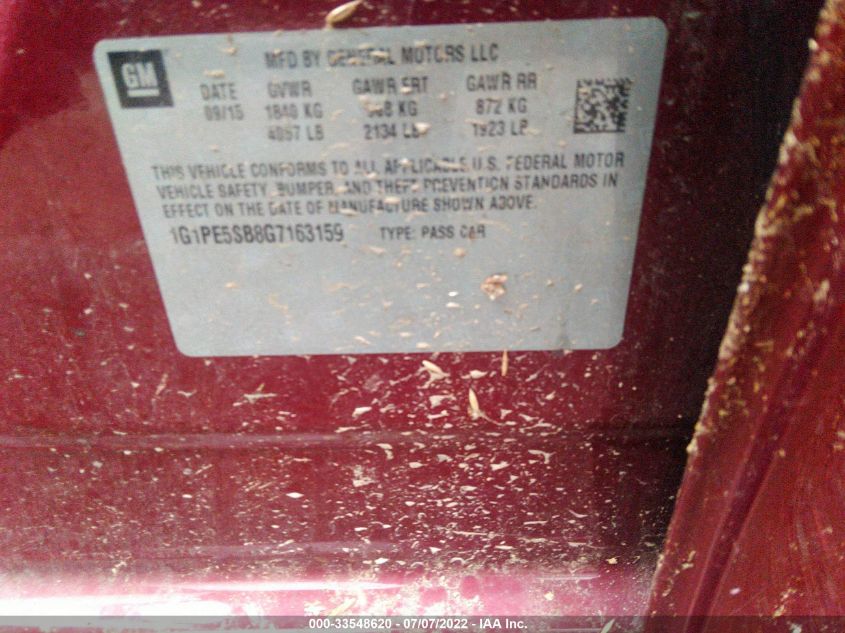 GM
MFD BY GENERAL MOTORS LLC
DATE GVWR GAWR FRT GAWR RR
09/15 1840 KG 968 KG 872 KG
4057 LB 2134 LB 1923 LB
THIS VEHICLE CONFORMS TO ALL APPLICABLE U.S. FEDERAL MOTOR
VEHICLE SAFETY, BUMPER, AND THEFT PREVENTION STANDARDS IN
EFFECT ON THE DATE OF MANUFACTURE SHOWN ABOVE.
1G1PE5SB8G7163159 TYPE: PASS CAR
000-33548620 / 07/07/2022 - IAA Inc.